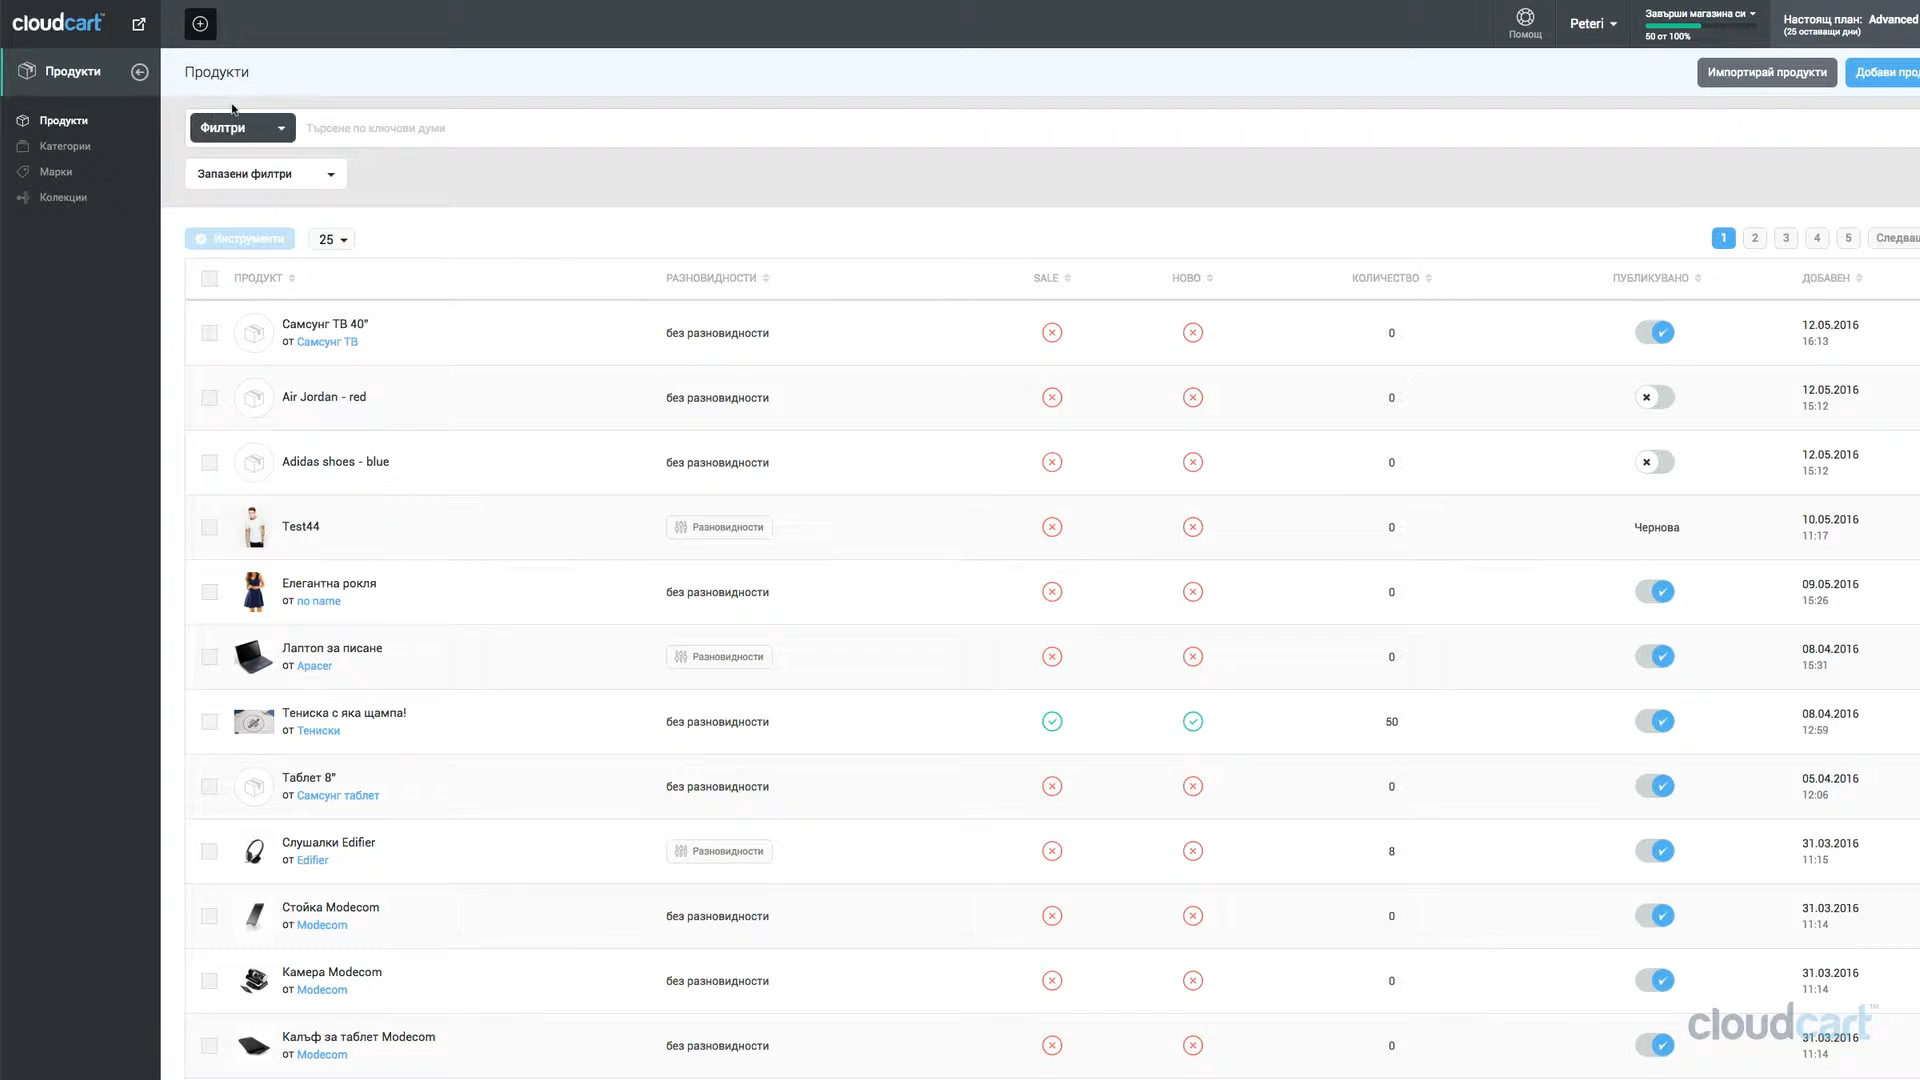 cloudcart™
Помощ
Peteri
Завърши магазина си
50 от 100%
Настоящ план: Advanced
(25 оставащи дни)
Продукти
Продукти
Импортирай продукти
Добави прод
Продукти
Категории
Марки
Колекции
Филтри
Търсене по ключови думи
Запазени филтри
Инструменти
25
1 2 3 4 5 Следващ
ПРОДУКТ РАЗНОВИДНОСТИ SALE НОВО КОЛИЧЕСТВО ПУБЛИКУВАНО ДОБАВЕН
Самсунг ТВ 40"
от Самсунг ТВ
без разновидности
0
12.05.2016
16:13
Air Jordan - red
без разновидности
0
12.05.2016
15:12
Adidas shoes - blue
без разновидности
0
12.05.2016
15:12
Test44
Разновидности
0
Чернова
10.05.2016
11:17
Елегантна рокля
от no name
без разновидности
0
09.05.2016
15:26
Лаптоп за писане
от Apacer
Разновидности
0
08.04.2016
15:31
Тениска с яка щампа!
от Тениски
без разновидности
50
08.04.2016
12:59
Таблет 8"
от Самсунг таблет
без разновидности
0
05.04.2016
12:06
Слушалки Edifier
от Edifier
Разновидности
8
31.03.2016
11:15
Стойка Modecom
от Modecom
без разновидности
0
31.03.2016
11:14
Камера Modecom
от Modecom
без разновидности
0
31.03.2016
11:14
Калъф за таблет Modecom
от Modecom
без разновидности
0
31.03.2016
11:14
cloudcart™